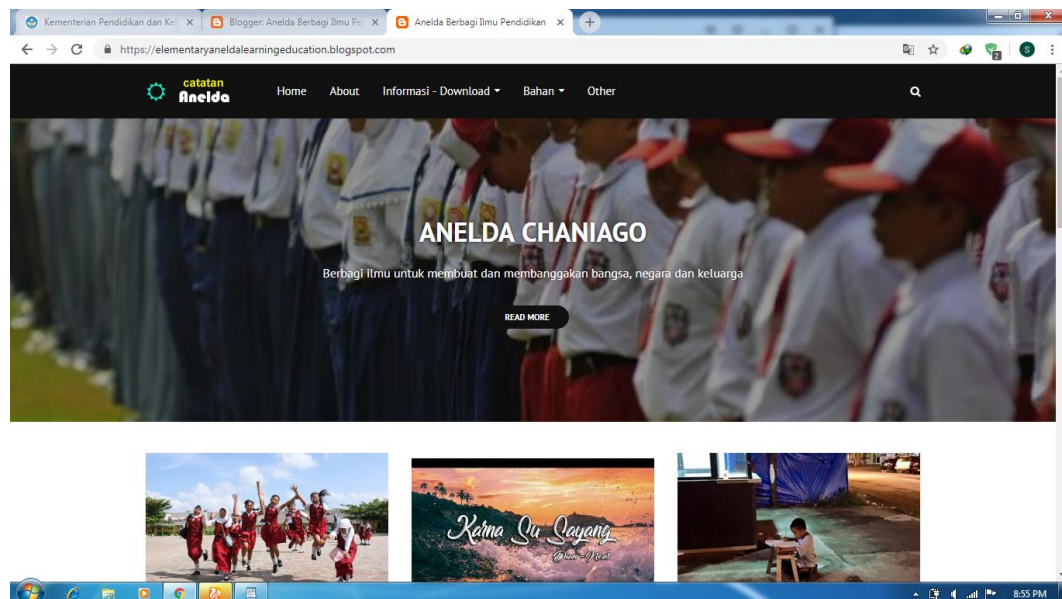 Kementerian Pendidikan dan Ke
Blogger: Anelda Berbagi Ilmu Pe
Anelda Berbagi Ilmu Pendidikan
https://elementaryaneldalearningeducation.blogspot.com
2
S
catatan
Anelda
Home About Informasi - Download Bahan Other
ANELDA CHANIAGO
Berbagi ilmu untuk membuat dan membanggakan bangsa, negara dan keluarga
READ MORE
Karna Su Sayang
8:55 PM